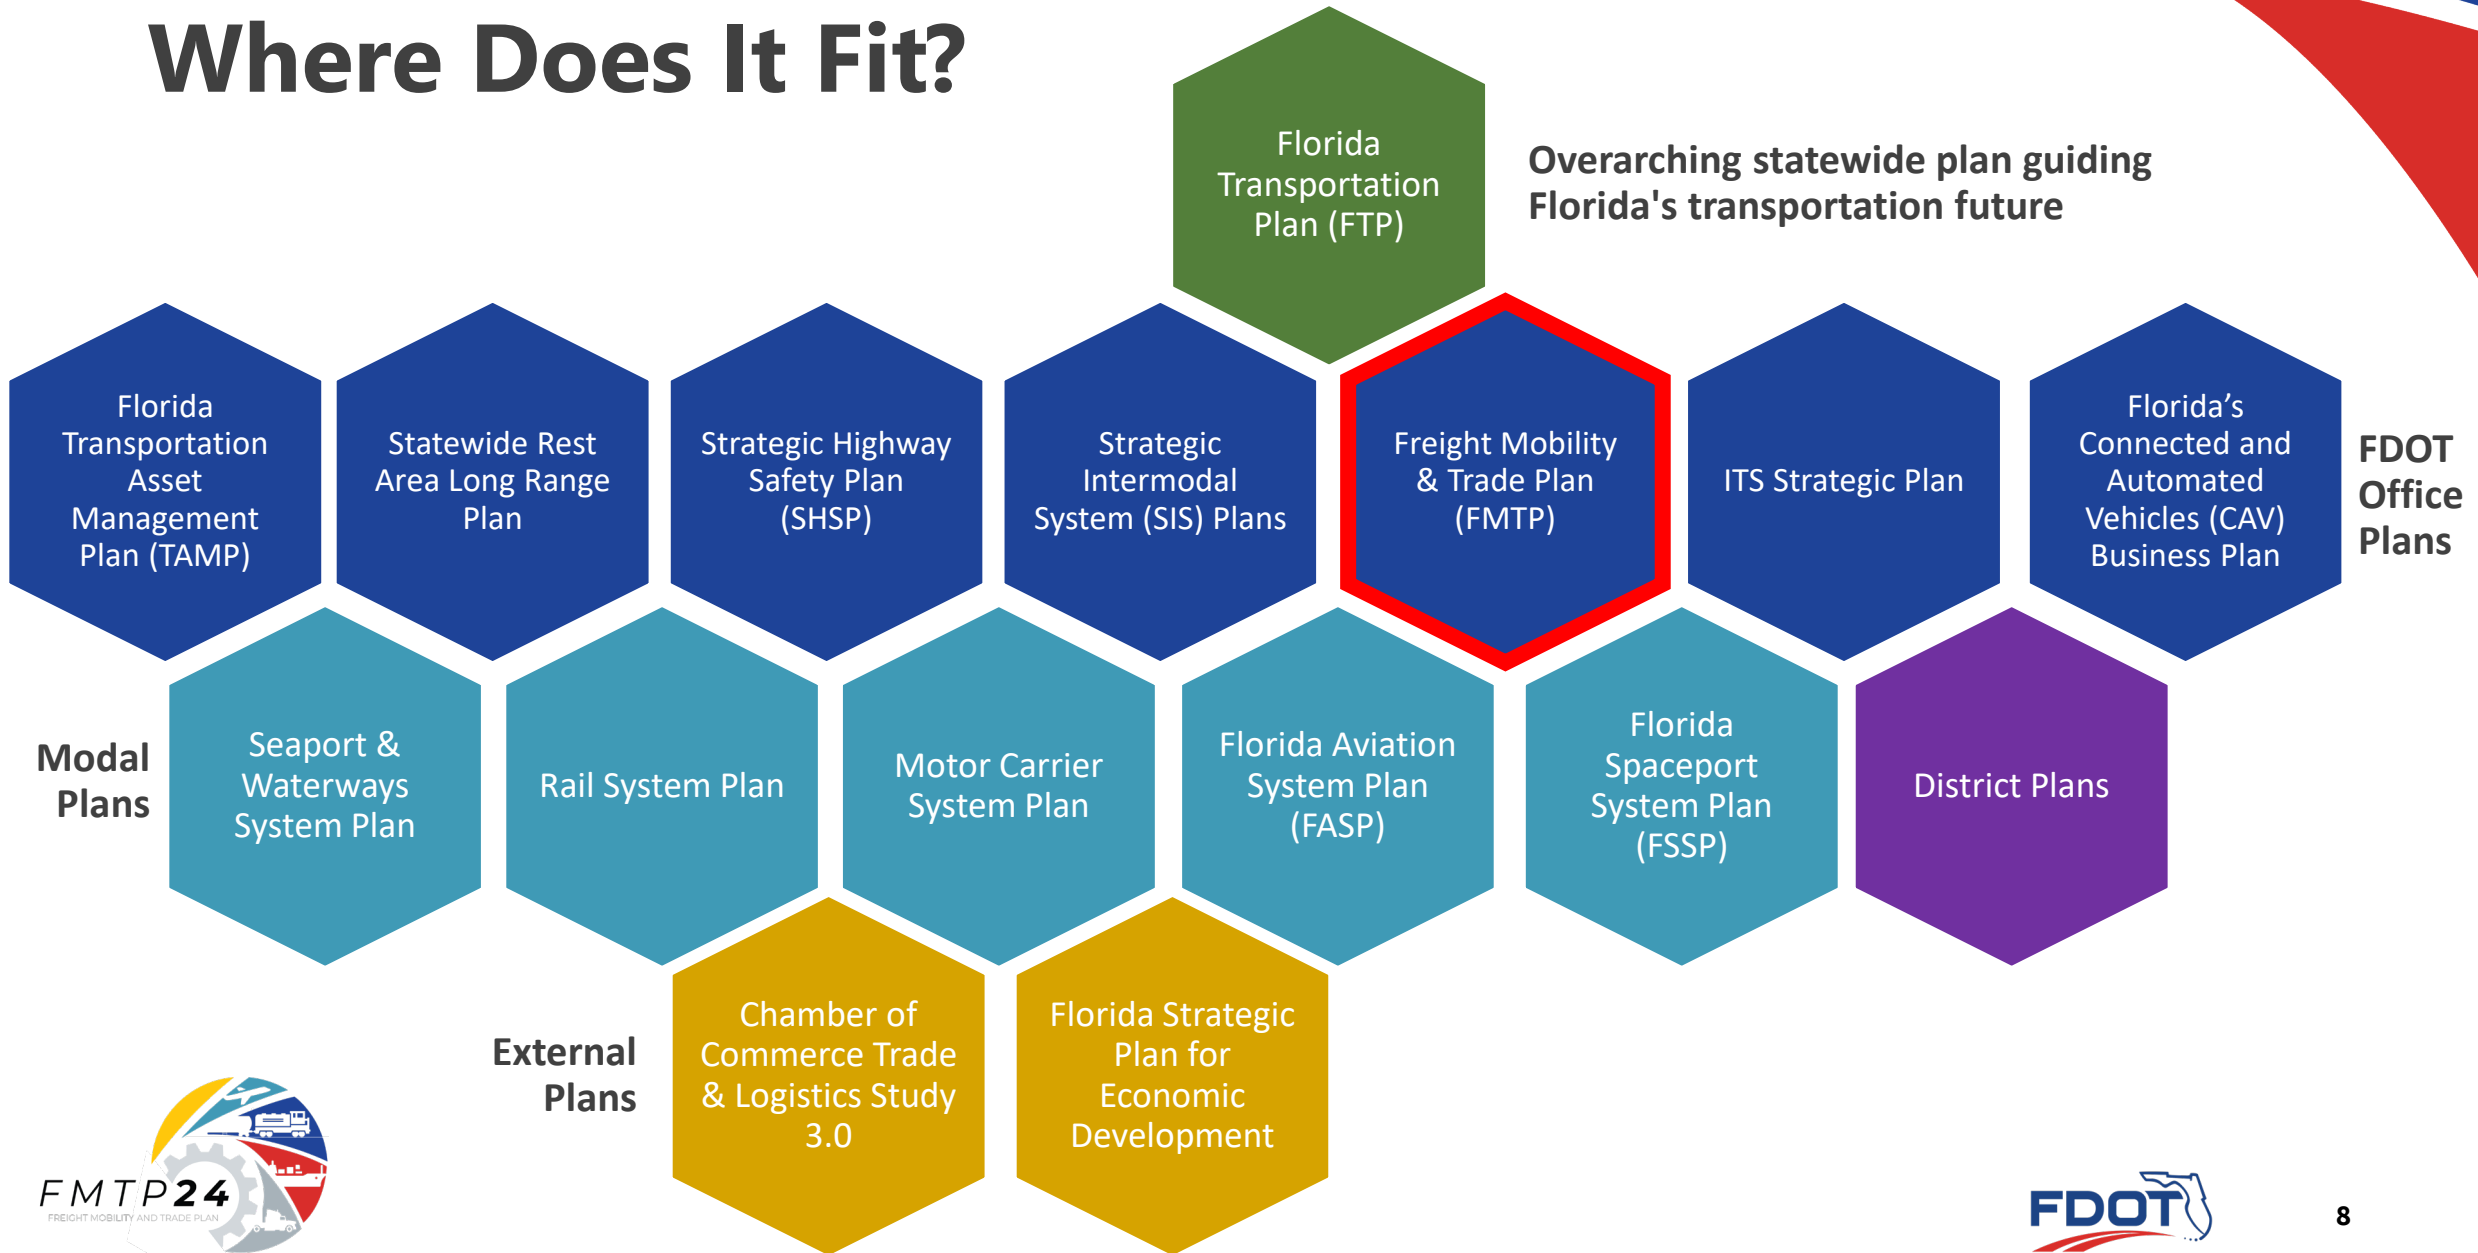 Where Does It Fit?
Florida
Transportation
Plan (FTP)
Overarching statewide plan guiding
Florida's transportation future
Florida
Transportation
Asset
Management
Plan (TAMP)
Statewide Rest
Area Long Range
Plan
Strategic Highway
Safety Plan
(SHSP)
Strategic
Intermodal
System (SIS) Plans
Freight Mobility
& Trade Plan
(FMTP)
ITS Strategic Plan
Florida’s
Connected and
Automated
Vehicles (CAV)
Business Plan
FDOT
Office
Plans
Modal
Plans
Seaport &
Waterways
System Plan
Rail System Plan
Motor Carrier
System Plan
Florida Aviation
System Plan
(FASP)
Florida
Spaceport
System Plan
(FSSP)
District Plans
External
Plans
Chamber of
Commerce Trade
& Logistics Study
3.0
Florida Strategic
Plan for
Economic
Development
FMTP24
FREIGHT MOBILITY AND TRADE PLAN
FDOT
8